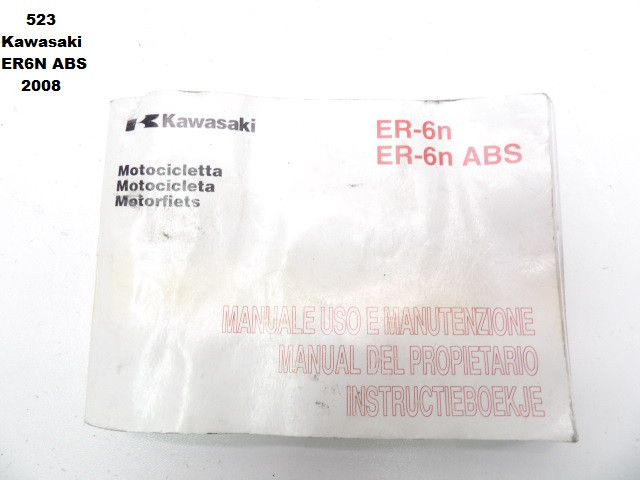 523
Kawasaki
ER6N ABS
2008
Kawasaki
ER-6n
ER-6n ABS
Motocicletta
Motocicleta
Motorfiets
MANUALE USO E MANUTENZIONE
MANUAL DEL PROPIETARIO
INSTRUCTIEBOEKJE